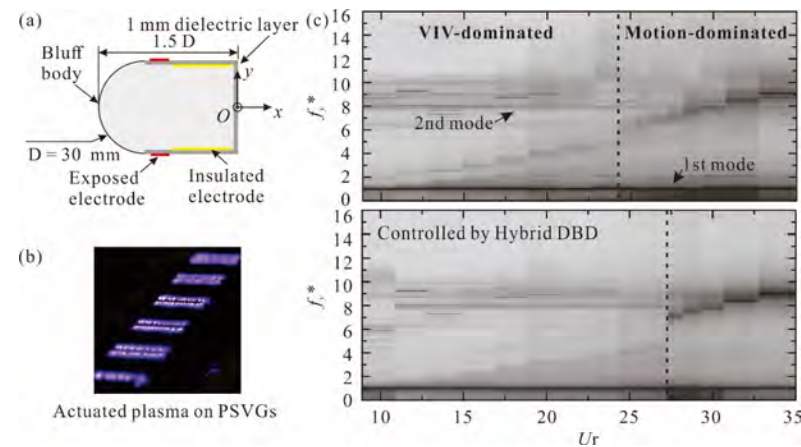 (a)
1 mm dielectric layer
1.5 D
Bluff
body
y
x
O
D = 30 mm
Exposed
electrode
Insulated
electrode
(b)
Actuated plasma on PSVGs
(c)
16
14
12
10
8
6
4
2
0
f_y*
VIV-dominated
Motion-dominated
2nd mode
1st mode
16
14
12
10
8
6
4
2
0
f_y*
Controlled by Hybrid DBD
10
15
20
25
30
35
Ur